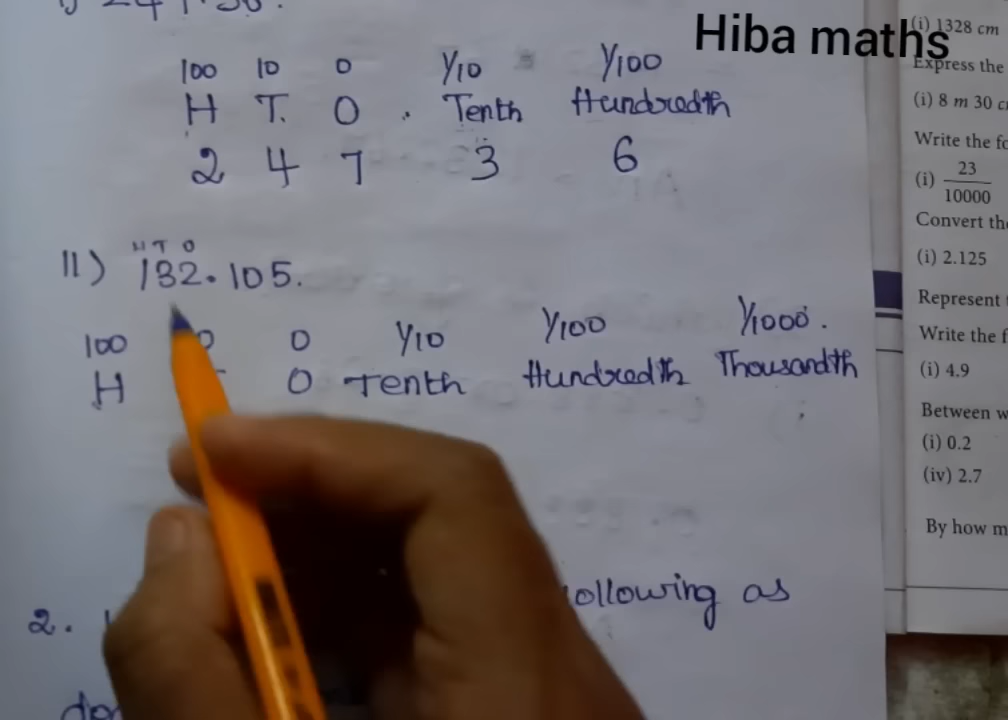 Hiba maths
100 10 0 1/10 1/100
H T. O . Tenth Hundredth
2 4 7 3 6
II) 132.105.
H T O
100 0 0 1/10 1/100 1/1000.
H O Tenth Hundredth Thousandth
2. ollowing as
(i) 1328 cm
Express the
(i) 8 m 30 c
Write the fo
(i) 23/10000
Convert the
(i) 2.125
Represent
Write the f
(i) 4.9
Between w
(i) 0.2
(iv) 2.7
By how m